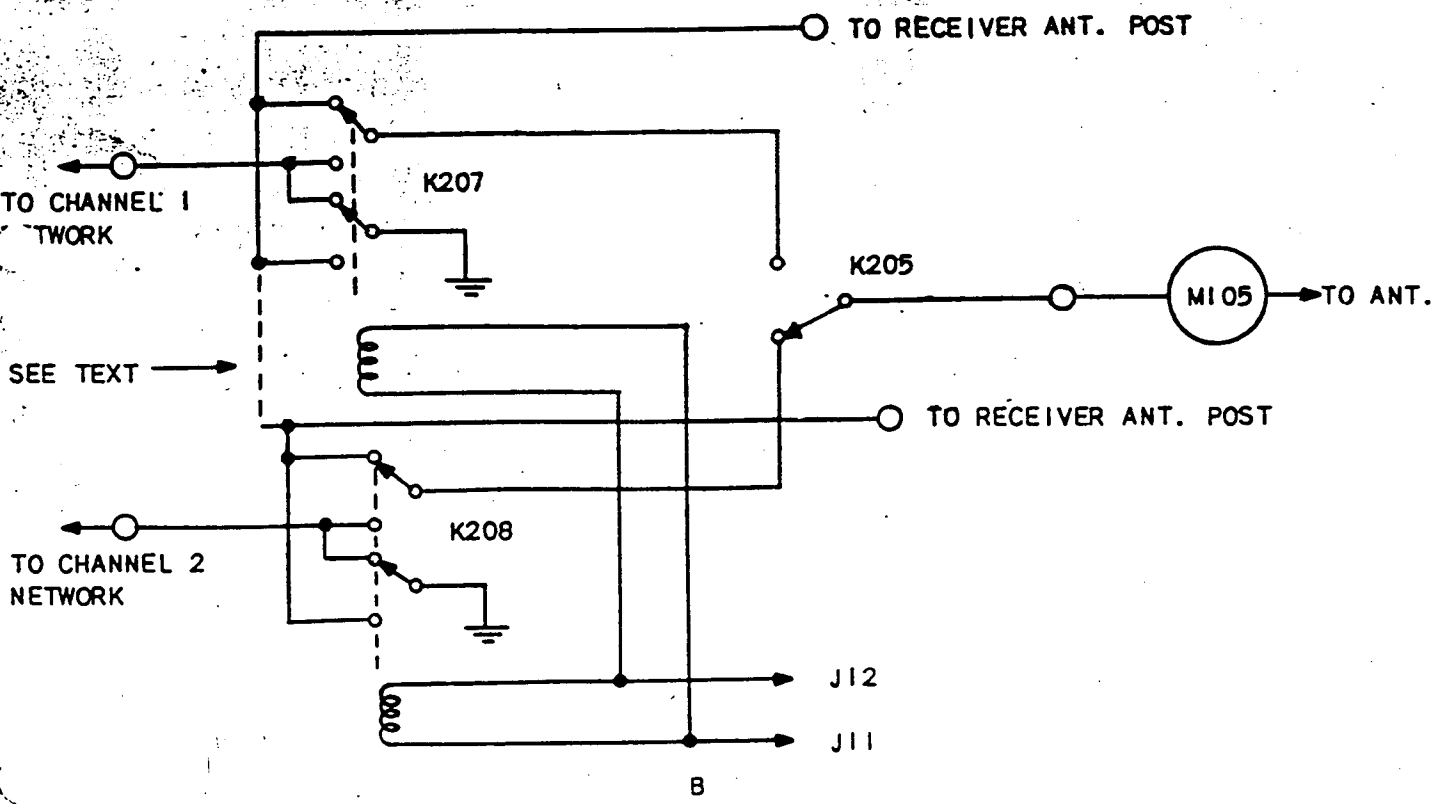 TO RECEIVER ANT. POST
K207
TO CHANNEL 1
TWORK
K205
M105
TO ANT.
SEE TEXT
TO RECEIVER ANT. POST
K208
TO CHANNEL 2
NETWORK
J12
J11
B